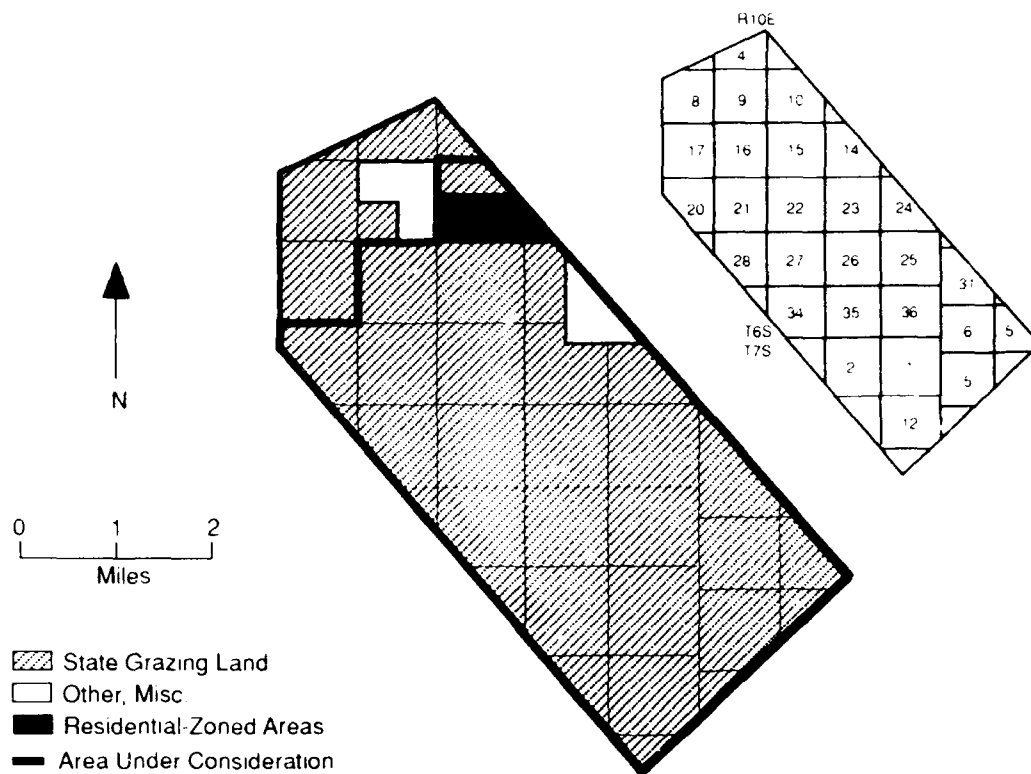 R10E
4
8 9 10
17 16 15 14
20 21 22 23 24
28 27 26 25
31
34 35 36
6 5
T6S
T7S
2 1
5
12
N
0 1 2
Miles
State Grazing Land
Other, Misc.
Residential-Zoned Areas
Area Under Consideration